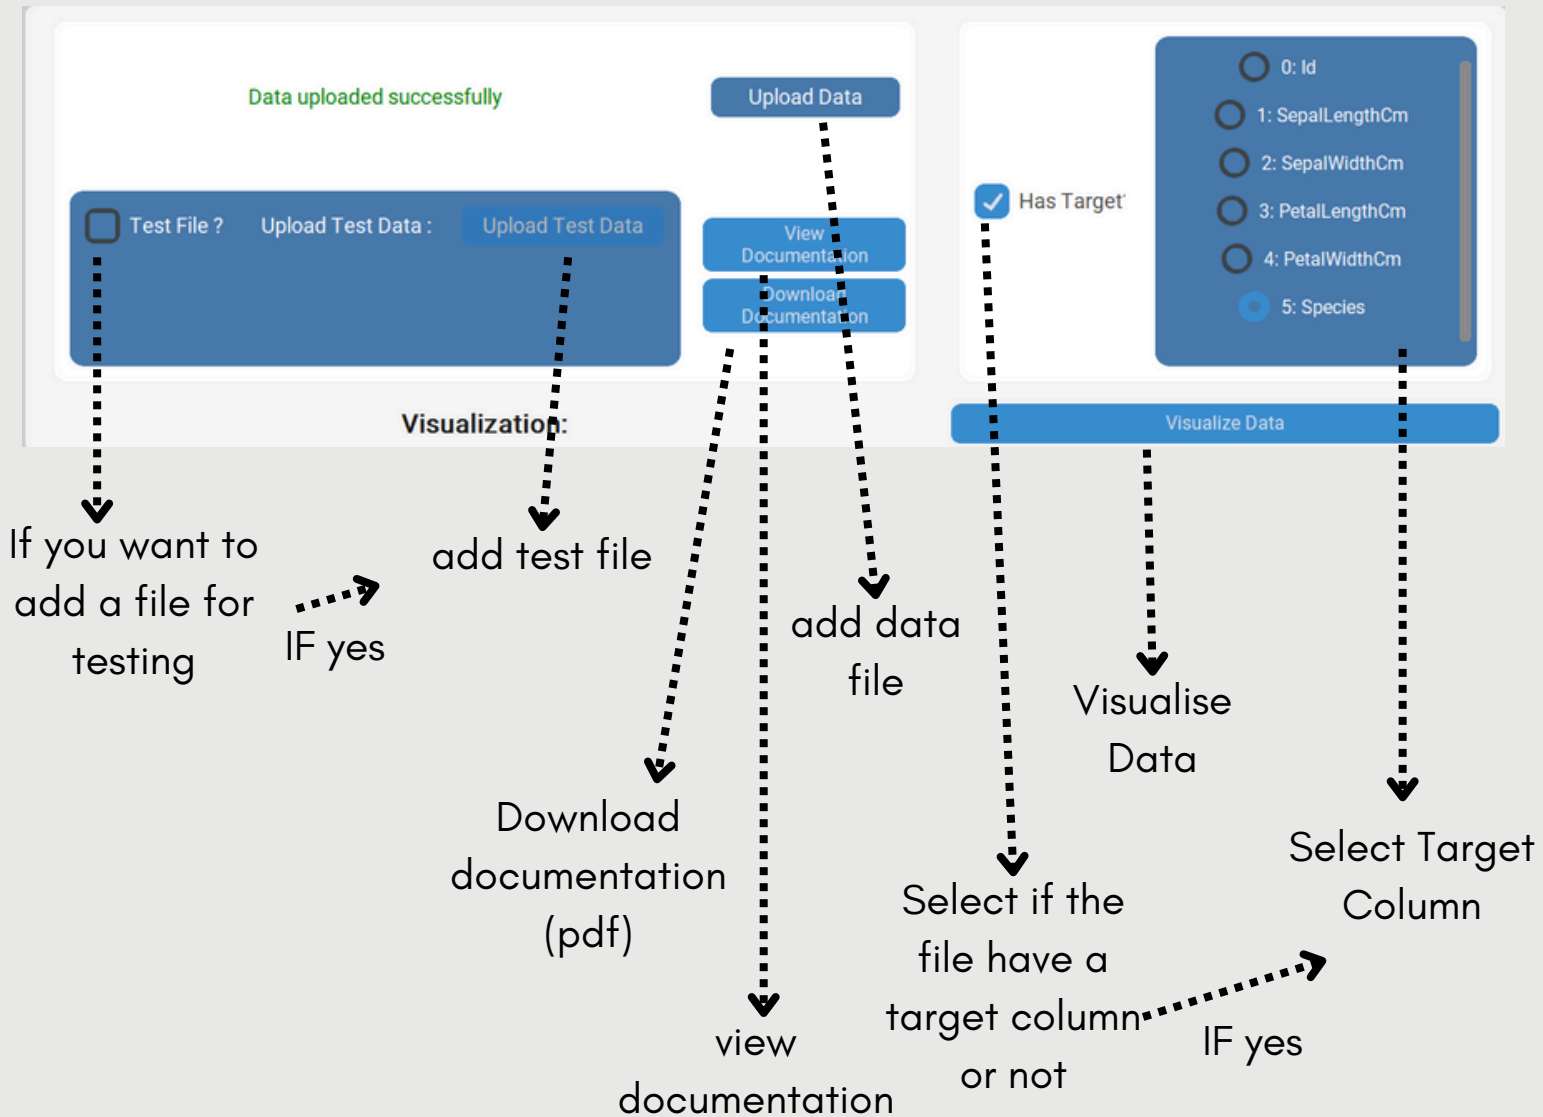 Data uploaded successfully
Upload Data
Test File ?
Upload Test Data :
Upload Test Data
View
Documentation
Download
Documentation
Has Target
0: Id
1: SepalLengthCm
2: SepalWidthCm
3: PetalLengthCm
4: PetalWidthCm
5: Species
Visualization:
Visualize Data
If you want to
add a file for
testing
IF yes
add test file
add data
file
Visualise
Data
Download
documentation
(pdf)
view
documentation
Select if the
file have a
target column
or not
IF yes
Select Target
Column